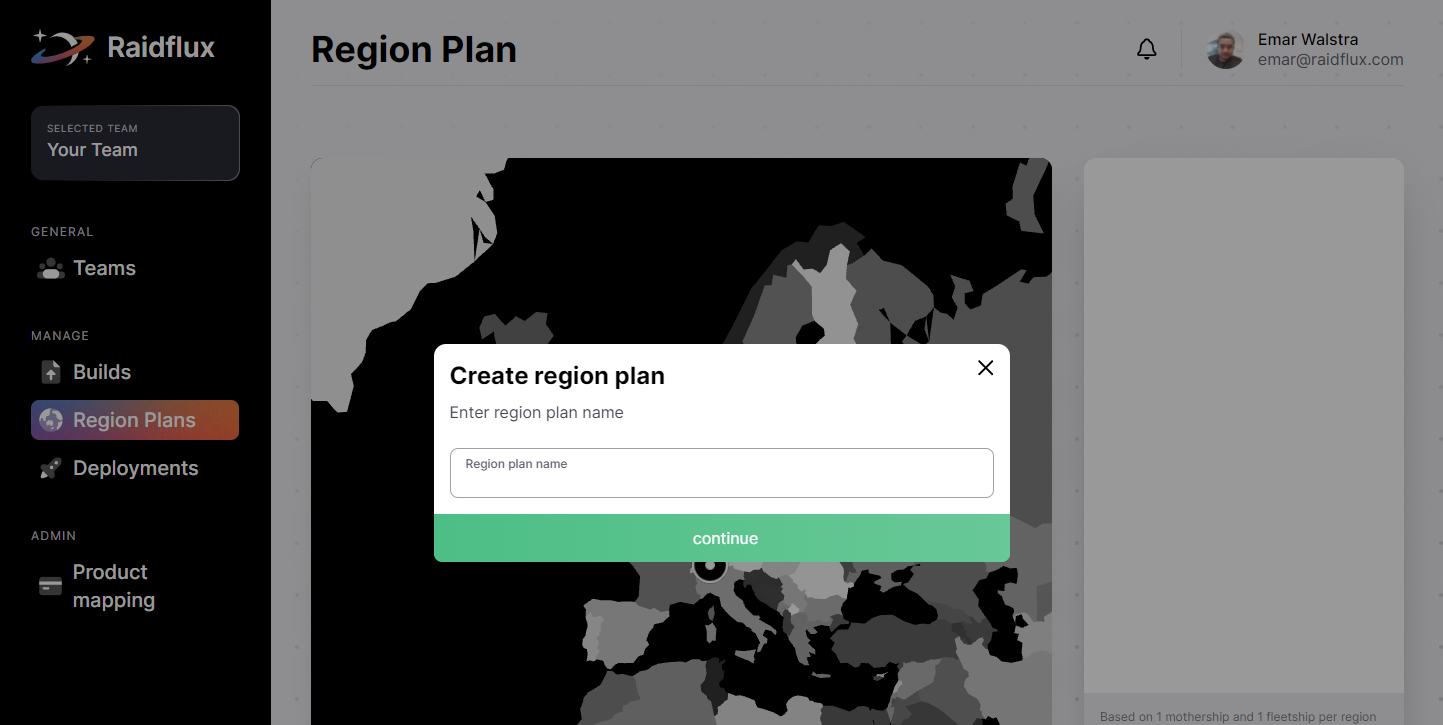 Raidflux
SELECTED TEAM
Your Team
GENERAL
Teams
MANAGE
Builds
Region Plans
Deployments
ADMIN
Product
mapping
Region Plan
Emar Walstra
emar@raidflux.com
Create region plan
Enter region plan name
Region plan name
continue
Based on 1 mothership and 1 fleetship per region